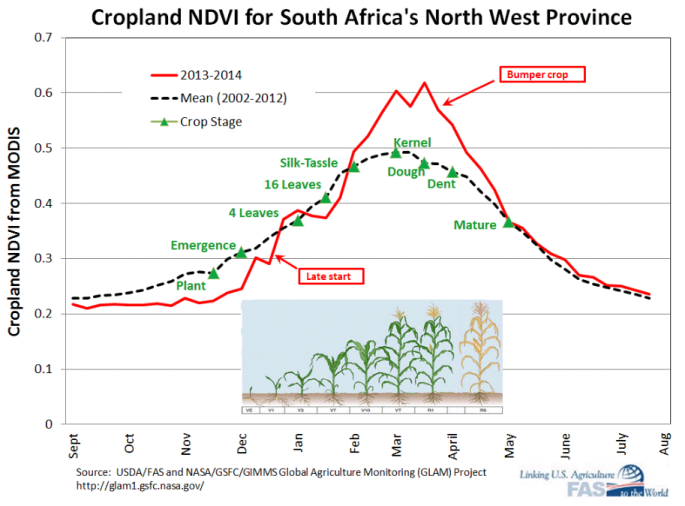 Cropland NDVI for South Africa's North West Province
0.7
0.6
0.5
0.4
0.3
0.2
0.1
0
Cropland NDVI from MODIS
2013-2014
Mean (2002-2012)
Crop Stage
Bumper crop
Kernel
Silk-Tassle
Dough
16 Leaves
Dent
4 Leaves
Mature
Emergence
Plant
Late start
Sept
Oct
Nov
Dec
Jan
Feb
Mar
April
May
June
July
Aug
Source: USDA/FAS and NASA/GSFC/GIMMS Global Agriculture Monitoring (GLAM) Project
http://glam1.gsfc.nasa.gov/
Linking U.S. Agriculture
FAS to the World